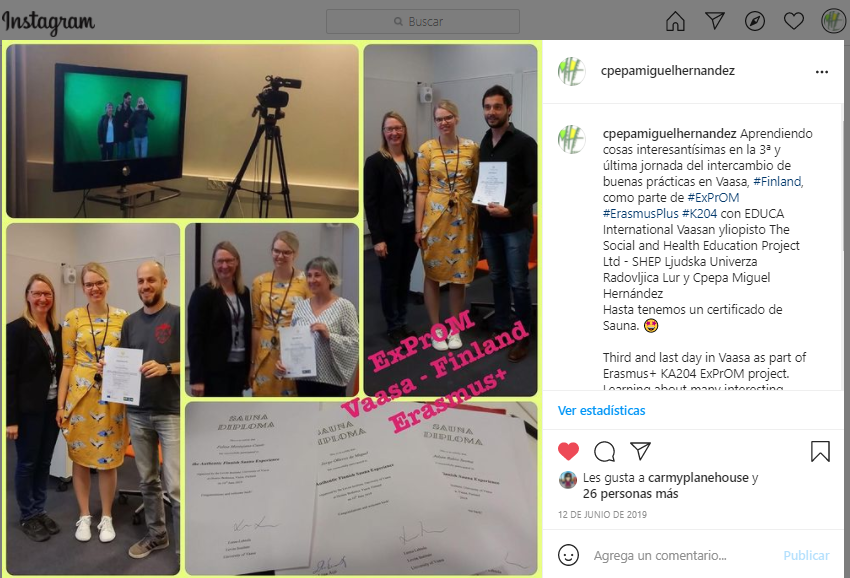 Instagram
Buscar
cpepamiguelhernandez
cpepamiguelhernandez Aprendiendo
cosas interesantísimas en la 3ª y
última jornada del intercambio de
buenas prácticas en Vaasa, #Finland,
como parte de #ExPrOM
#ErasmusPlus #K204 con EDUCA
International Vaasan yliopisto The
Social and Health Education Project
Ltd - SHEP Ljudska Univerza
Radovljica Lur y Cpepa Miguel
Hernández
Hasta tenemos un certificado de
Sauna.
Third and last day in Vaasa as part of
Erasmus+ KA204 ExPrOM project.
Learning about many interesting
Ver estadísticas
Les gusta a carmyplanehouse y
26 personas más
12 DE JUNIO DE 2019
Agrega un comentario...
Publicar
ExPrOM
Vaasa - Finland
Erasmus+
SAUNA
DIPLOMA
Authentic Finnish Sauna Experience
SAUNA
DIPLOMA
SAUNA
DIPLOMA